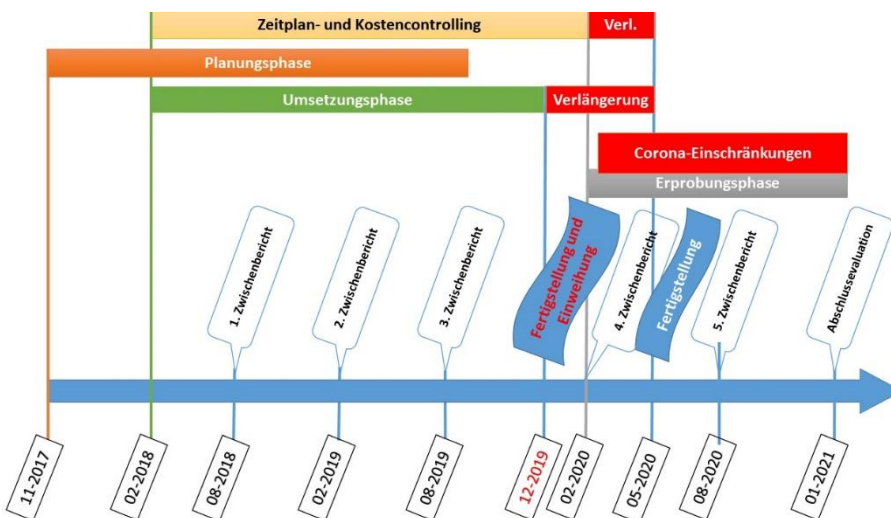 Zeitplan- und Kostencontrolling
Verl.
Planungsphase
Umsetzungsphase
Verlängerung
Corona-Einschränkungen
Erprobungsphase
1. Zwischenbericht
2. Zwischenbericht
3. Zwischenbericht
Fertigstellung und
Einweihung
4. Zwischenbericht
Fertigstellung
5. Zwischenbericht
Abschlussevaluation
11-2017
02-2018
08-2018
02-2019
08-2019
12-2019
02-2020
05-2020
08-2020
01-2021